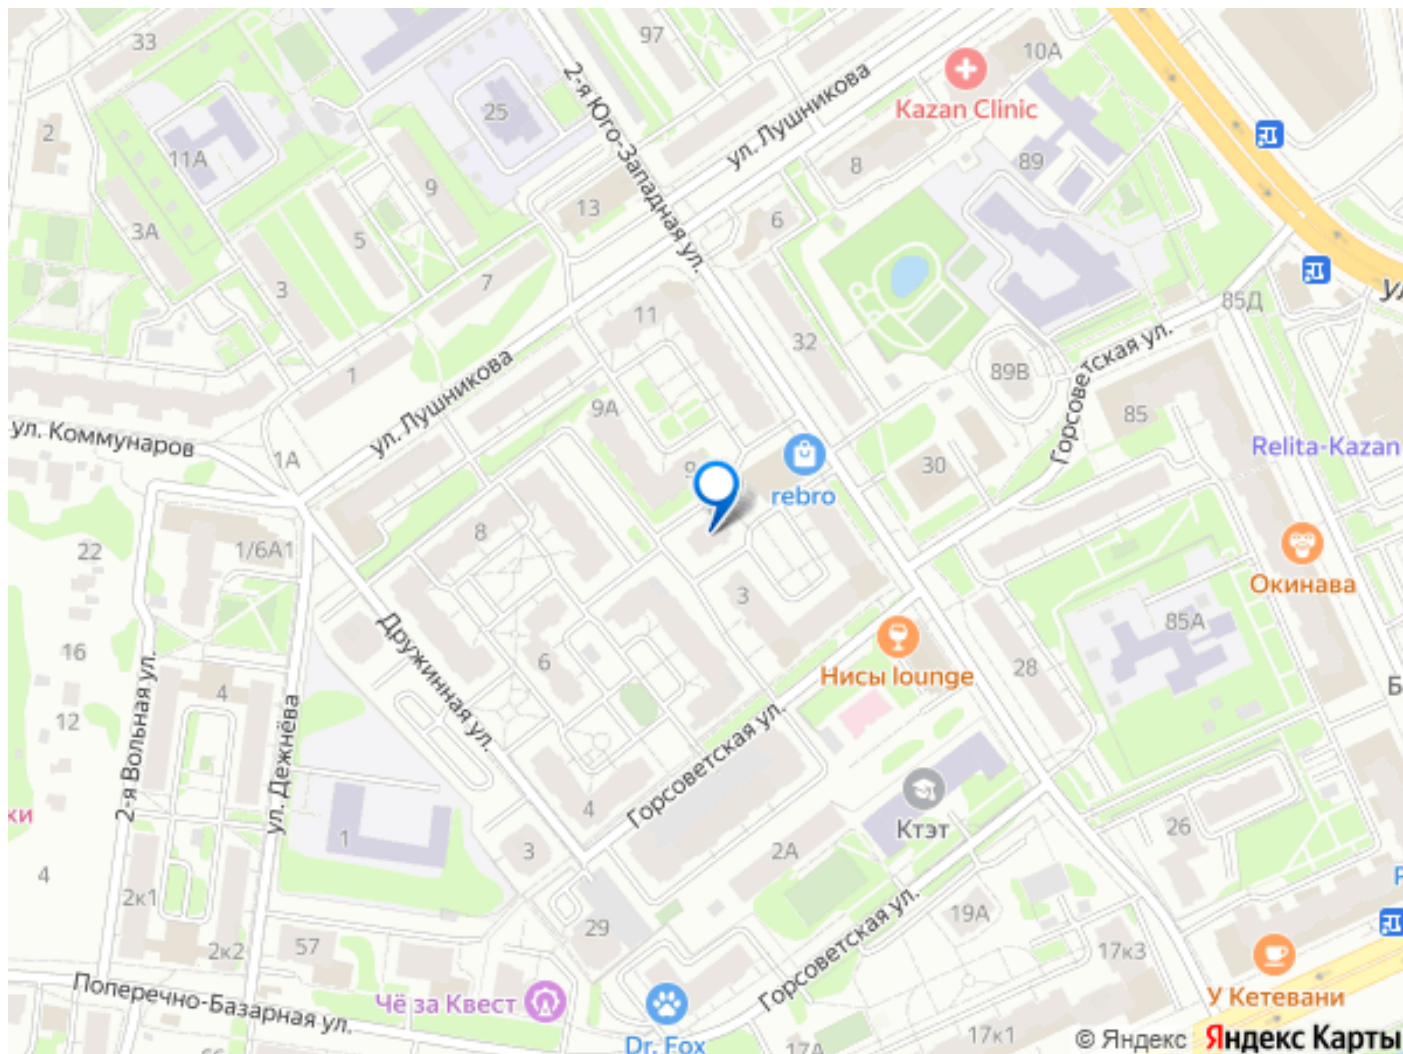 33
97
10А
2-я Юго-Западная ул.
ул. Лушникова
Kazan Clinic
25
2
11А
9
8
89
13
6
3А
5
3
7
85Д
11
32
ул. Лушникова
1
89В
Горсоветская ул.
9А
85
ул. Коммунаров
1А
Relita-Kazan
30
rebro
8
22
1/6А1
Окинава
3
85А
Дружинная ул.
16
6
28
Нисы lounge
4
12
2-я Вольная ул.
ул. Дежнёва
Горсоветская ул.
4
Ктэт
26
ки
1
3
2А
4
2к1
19А
29
57
2к2
17к3
Горсоветская ул.
Поперечно-Базарная ул.
Чё за Квест
У Кетевани
17к1
Dr. Fox
17А
© Яндекс Яндекс Карты